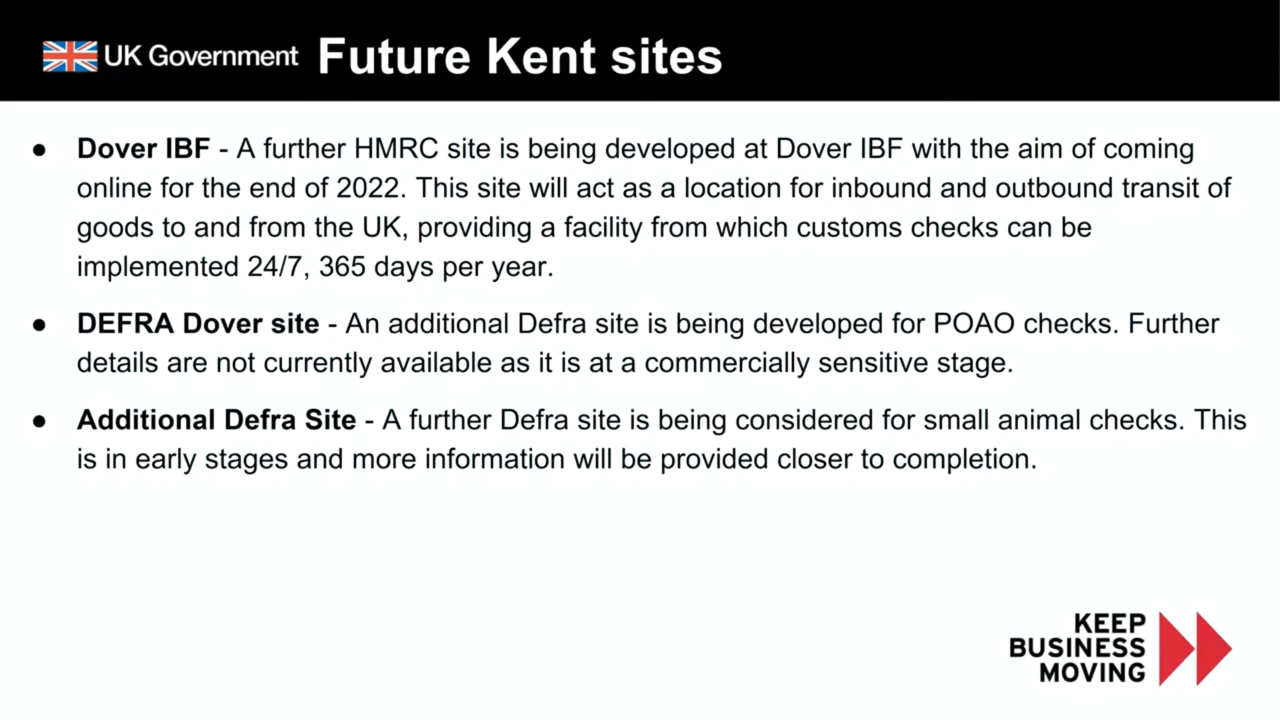 UK Government Future Kent sites
● Dover IBF - A further HMRC site is being developed at Dover IBF with the aim of coming
online for the end of 2022. This site will act as a location for inbound and outbound transit of
goods to and from the UK, providing a facility from which customs checks can be
implemented 24/7, 365 days per year.
● DEFRA Dover site - An additional Defra site is being developed for POAO checks. Further
details are not currently available as it is at a commercially sensitive stage.
● Additional Defra Site - A further Defra site is being considered for small animal checks. This
is in early stages and more information will be provided closer to completion.
KEEP
BUSINESS
MOVING